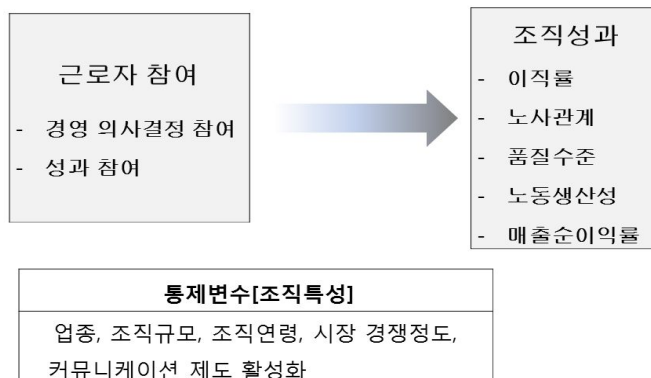 근로자 참여
- 경영 의사결정 참여
- 성과 참여
조직성과
- 이직률
- 노사관계
- 품질수준
- 노동생산성
- 매출순이익률
통제변수[조직특성]
업종, 조직규모, 조직연령, 시장 경쟁정도,
커뮤니케이션 제도 활성화